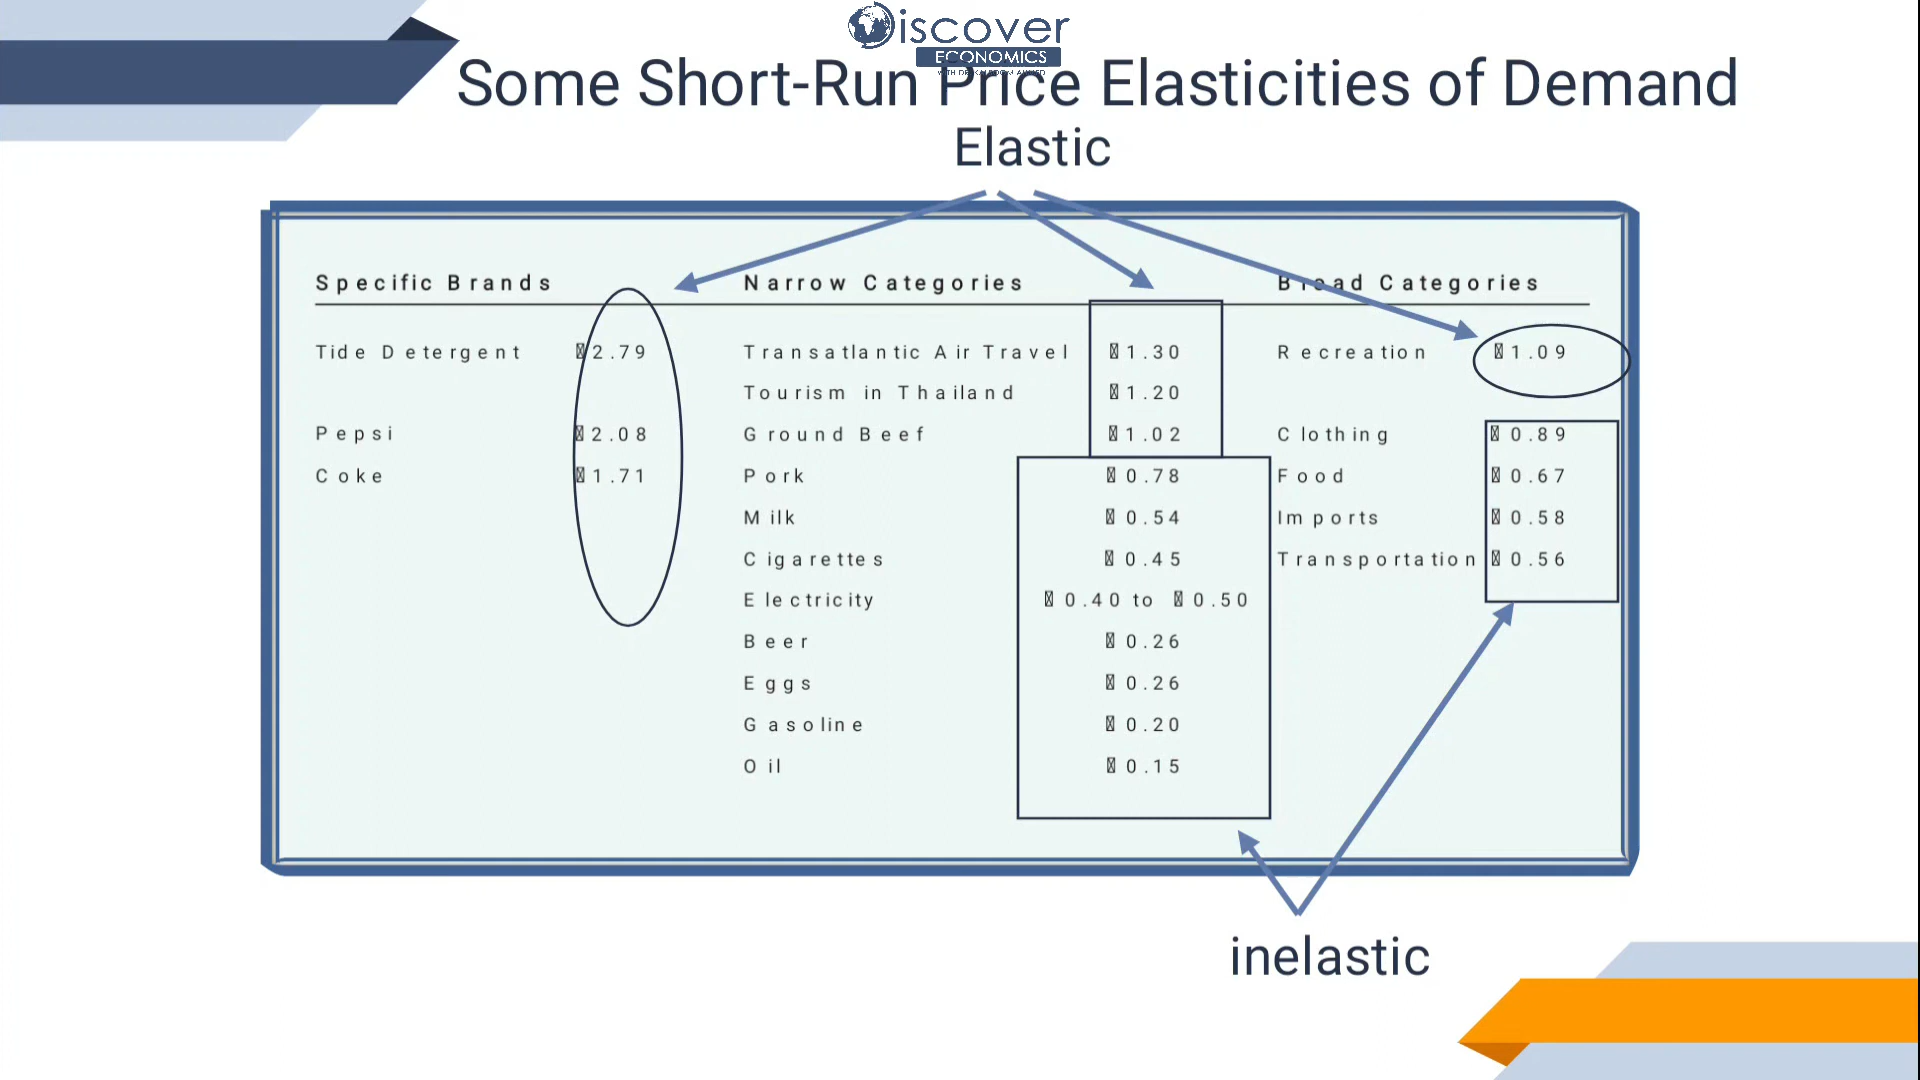 Discover
ECONOMICS
Some Short-Run Price Elasticities of Demand
Elastic
Specific Brands Narrow Categories Broad Categories
Tide Detergent 2.79 Transatlantic Air Travel 1.30 Recreation 1.09
Tourism in Thailand 1.20
Pepsi 2.08 Ground Beef 1.02 Clothing 0.89
Coke 1.71 Pork 0.78 Food 0.67
Milk 0.54 Imports 0.58
Cigarettes 0.45 Transportation 0.56
Electricity 0.40 to 0.50
Beer 0.26
Eggs 0.26
Gasoline 0.20
Oil 0.15
inelastic